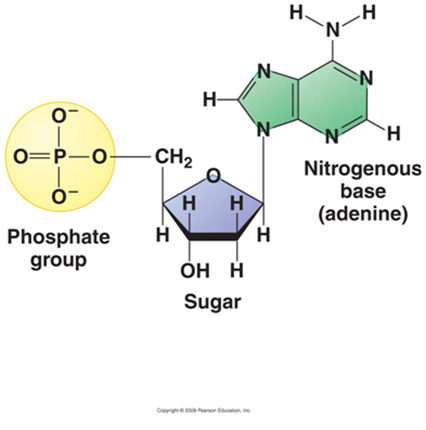 H H
N
O⁻
N
N
H
O=P–O
CH₂
N
N
H
O
O⁻
Nitrogenous
base
(adenine)
H H
Phosphate
group
H
H
OH H
Sugar
Copyright © 2009 Pearson Education, Inc.